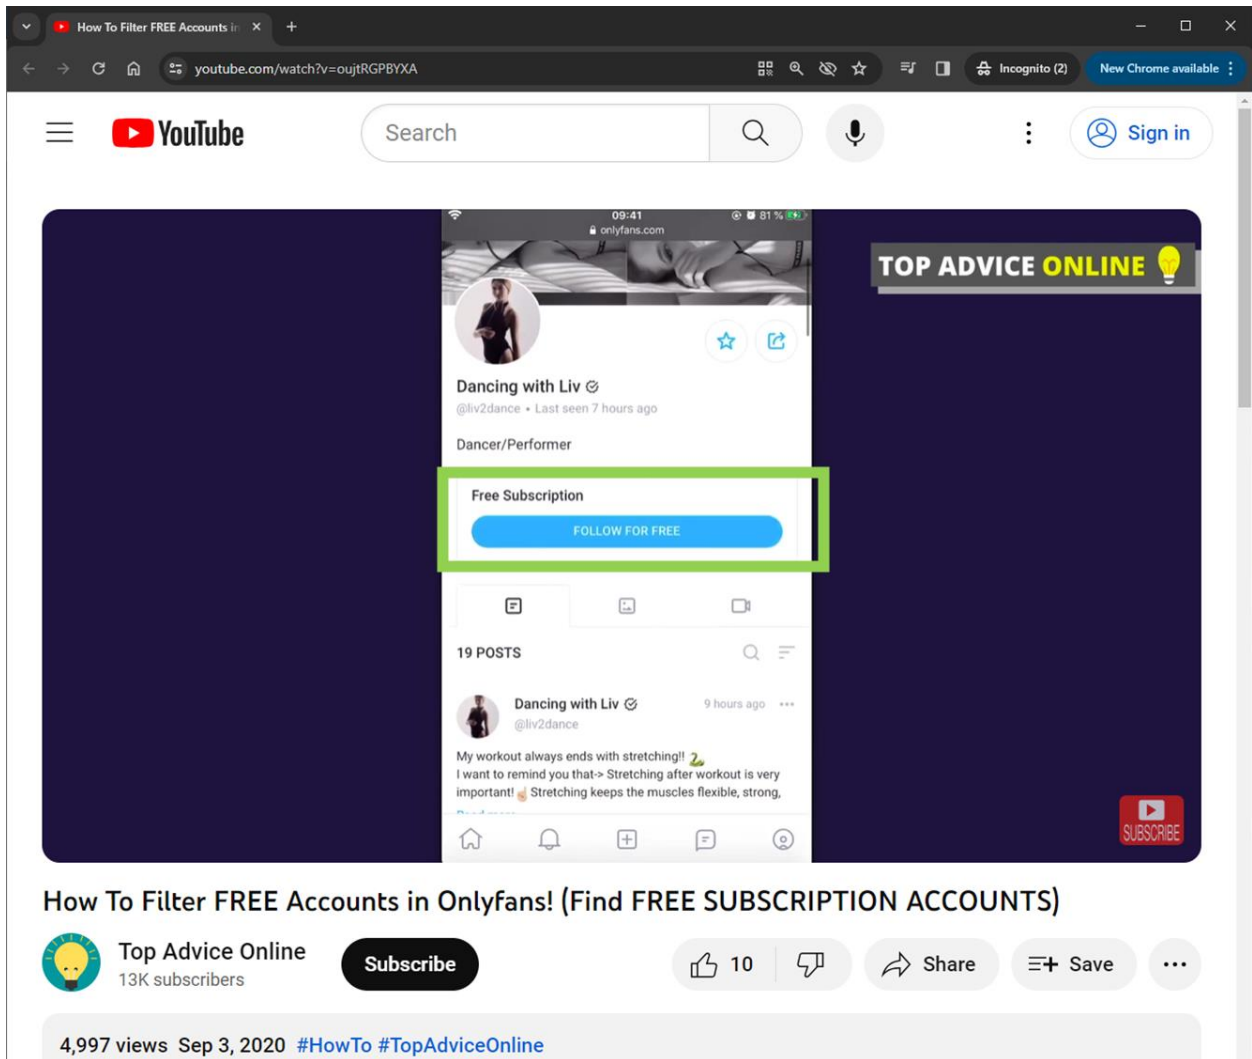 How To Filter FREE Accounts in
youtube.com/watch?v=oujtRGPBYXA
Incognito (2)
New Chrome available
YouTube
Search
Sign in
09:41
81 %
onlyfans.com
TOP ADVICE ONLINE
Dancing with Liv
@liv2dance • Last seen 7 hours ago
Dancer/Performer
Free Subscription
FOLLOW FOR FREE
19 POSTS
Dancing with Liv
9 hours ago
@liv2dance
My workout always ends with stretching!! 🐍
I want to remind you that-> Stretching after workout is very
important! ☝🏻 Stretching keeps the muscles flexible, strong,
SUBSCRIBE
How To Filter FREE Accounts in Onlyfans! (Find FREE SUBSCRIPTION ACCOUNTS)
Top Advice Online
13K subscribers
Subscribe
10
Share
Save
4,997 views Sep 3, 2020 #HowTo #TopAdviceOnline